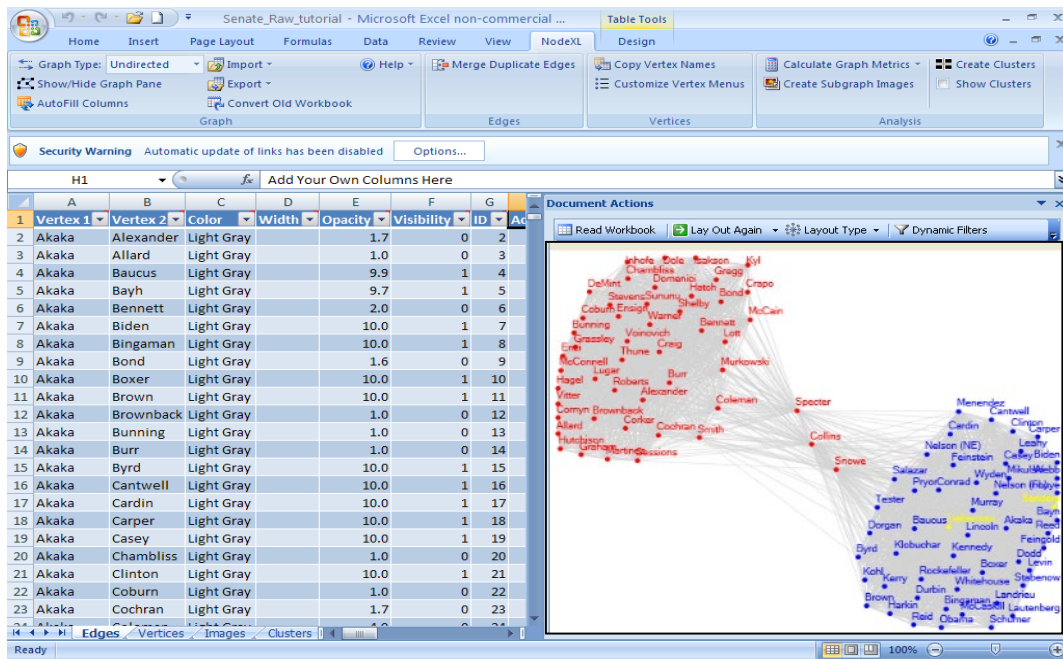 Senate_Raw_tutorial - Microsoft Excel non-commercial ...
Table Tools
Home Insert Page Layout Formulas Data Review View NodeXL Design
Graph Type: Undirected
Import
Help
Merge Duplicate Edges
Copy Vertex Names
Calculate Graph Metrics
Create Clusters
Show/Hide Graph Pane
Export
Customize Vertex Menus
Create Subgraph Images
Show Clusters
AutoFill Columns
Convert Old Workbook
Graph Edges Vertices Analysis
Security Warning Automatic update of links has been disabled Options...
H1 fx Add Your Own Columns Here
A B C D E F G
1 Vertex 1 Vertex 2 Color Width Opacity Visibility ID Ad
2 Akaka Alexander Light Gray 1.7 0 2
3 Akaka Allard Light Gray 1.0 0 3
4 Akaka Baucus Light Gray 9.9 1 4
5 Akaka Bayh Light Gray 9.7 1 5
6 Akaka Bennett Light Gray 2.0 0 6
7 Akaka Biden Light Gray 10.0 1 7
8 Akaka Bingaman Light Gray 10.0 1 8
9 Akaka Bond Light Gray 1.6 0 9
10 Akaka Boxer Light Gray 10.0 1 10
11 Akaka Brown Light Gray 10.0 1 11
12 Akaka Brownback Light Gray 1.0 0 12
13 Akaka Bunning Light Gray 1.0 0 13
14 Akaka Burr Light Gray 1.0 0 14
15 Akaka Byrd Light Gray 10.0 1 15
16 Akaka Cantwell Light Gray 10.0 1 16
17 Akaka Cardin Light Gray 10.0 1 17
18 Akaka Carper Light Gray 10.0 1 18
19 Akaka Casey Light Gray 10.0 1 19
20 Akaka Chambliss Light Gray 1.0 0 20
21 Akaka Clinton Light Gray 10.0 1 21
22 Akaka Coburn Light Gray 1.0 0 22
23 Akaka Cochran Light Gray 1.7 0 23
Edges Vertices Images Clusters
Ready
100%
Document Actions
Read Workbook Lay Out Again Layout Type Dynamic Filters
Inhofe Dole Isakson Kyl
Chambliss Gragg
DeMint Domenici Crapo
Hatch Bond
Stevens Sununu Shelby
Coburn Ensign McCain
Warner
Bunning Bennett
Voinovich Lott
Grassley Craig
Enzi Thune
McConnell Murkowski
Lugar Burr
Hagel Roberts
Vitter Alexander
Coleman Specter
Cornyn Brownback
Allard Corker Cochran Smith
Hutchison Collins
Graham Martinez Sessions
Snowe
Menendez
Cantwell
Cardin Clinton
Carper
Nelson (NE) Leahy
Feinstein Casey Biden
Salazar Wyden
Pryor Conrad
Tester Murray
Bayh
Dorgan Baucus Lincoln Akaka Reed
Feingold
Byrd Klobuchar Kennedy Dodd
Boxer Levin
Kohl Kerry Rockefeller Whitehouse Stabenow
Durbin Landrieu
Brown Harkin Bingaman McCaskill Lautenberg
Reid Obama Schumer